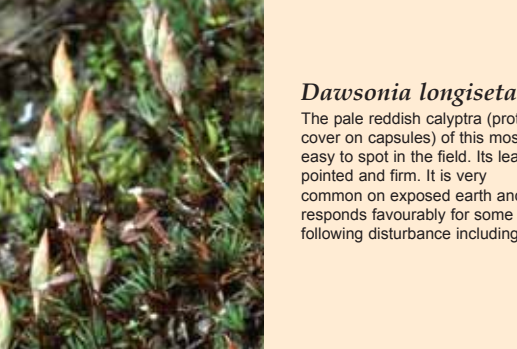 Dawsonia longiseta
The pale reddish calyptra (prot
cover on capsules) of this mos
easy to spot in the field. Its lea
pointed and firm. It is very
common on exposed earth and
responds favourably for some
following disturbance including